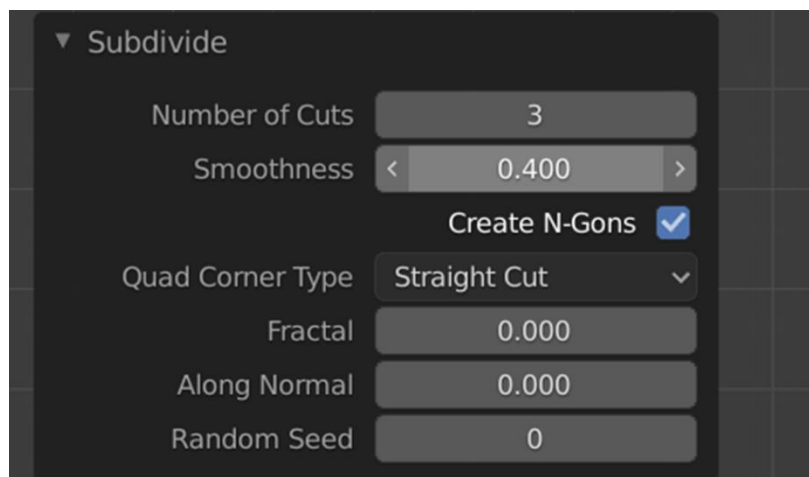 Subdivide
Number of Cuts 3
Smoothness 0.400
Create N-Gons
Quad Corner Type Straight Cut
Fractal 0.000
Along Normal 0.000
Random Seed 0